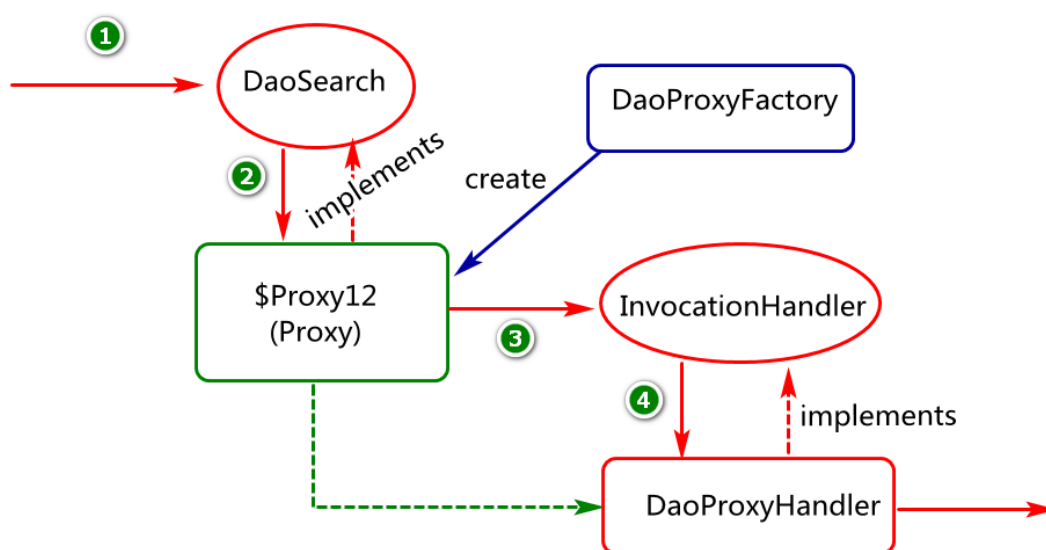 1
DaoSearch
DaoProxyFactory
2
implements
create
$Proxy12
(Proxy)
3
InvocationHandler
4
implements
DaoProxyHandler